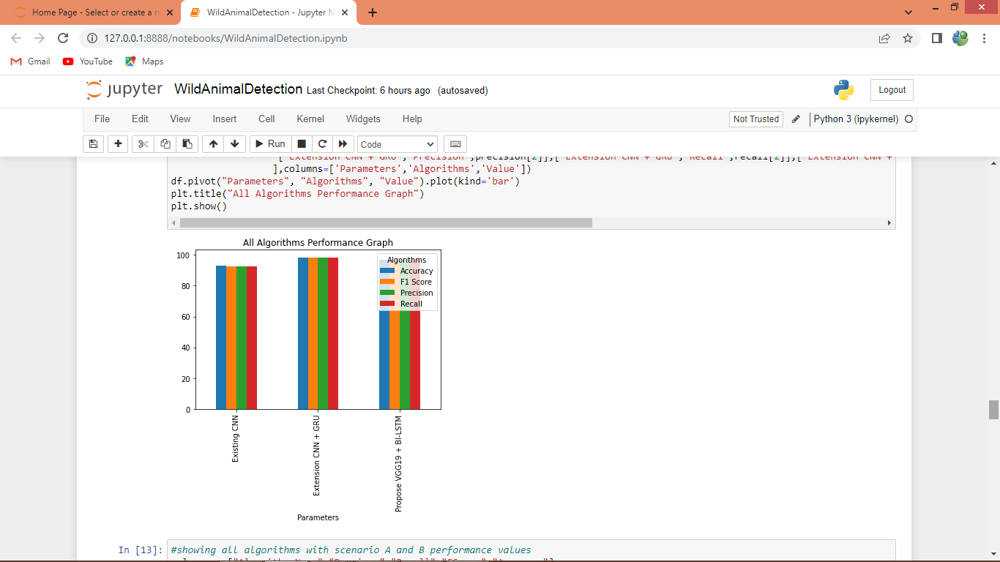 Home Page - Select or create a n
WildAnimalDetection - Jupyter N
127.0.0.1:8888/notebooks/WildAnimalDetection.ipynb
Gmail YouTube Maps
jupyter WildAnimalDetection Last Checkpoint: 6 hours ago (autosaved)
Logout
File Edit View Insert Cell Kernel Widgets Help
Not Trusted Python 3 (ipykernel)
Run Code
["Extension CNN + GRU",'Precision',precision[2]],["Extension CNN + GRU",'Recall',recall[2]],["Extension CNN +
],columns=['Parameters','Algorithms','Value'])
df.pivot("Parameters", "Algorithms", "Value").plot(kind='bar')
plt.title("All Algorithms Performance Graph")
plt.show()
All Algorithms Performance Graph
100
80
60
40
20
0
Algorithms
Accuracy
F1 Score
Precision
Recall
Existing CNN
Extension CNN + GRU
Propose VGG19 + BI-LSTM
Parameters
In [13]: #showing all algorithms with scenario A and B performance values